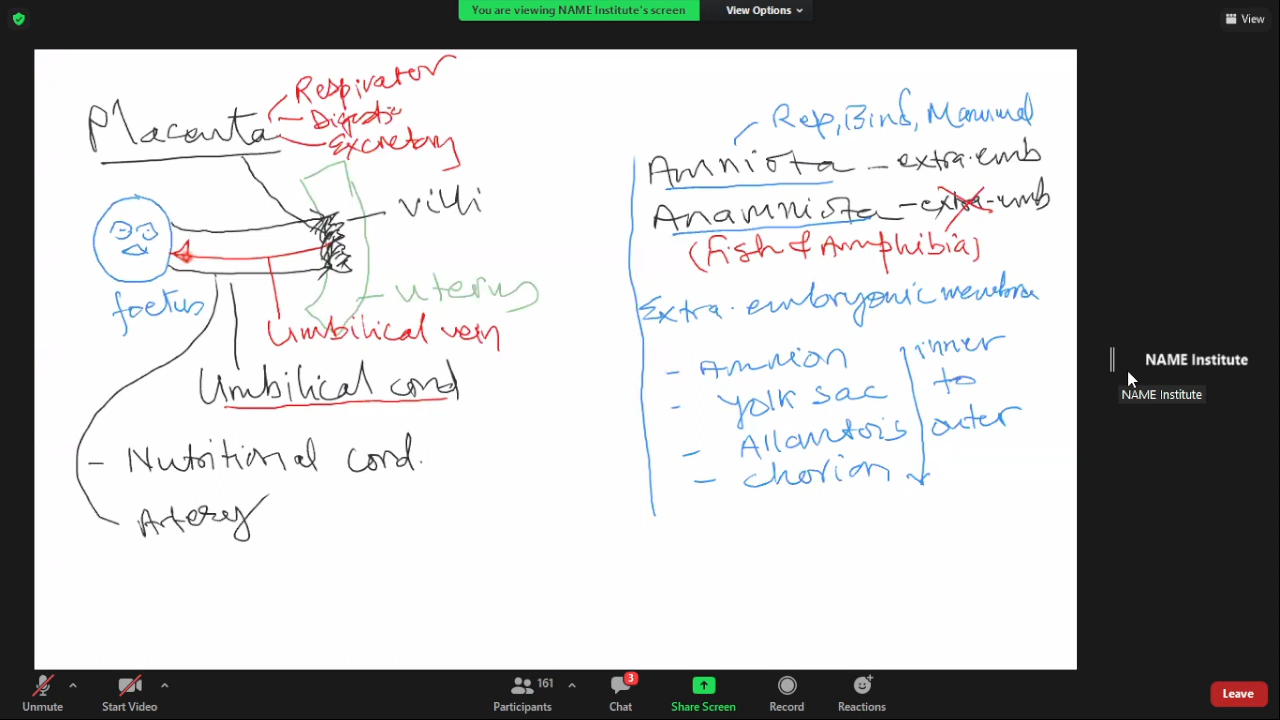 You are viewing NAME Institute's screen
View Options
View
Placenta
Respirator
Digestic
Excretory
villi
foetus
uterus
Umbilical vein
Umbilical cord
- Nutritional cord.
Artery
Rep, Bird, Mammal
Amniota - extra-emb
Anamniota - extra-emb
(Fish & Amphibia)
Extra-embryonic membra
- Amnion
- Yolk sac
- Allantois
- Chorion
inner
to
outer
NAME Institute
NAME Institute
Unmute
Start Video
161
Participants
3
Chat
Share Screen
Record
Reactions
Leave